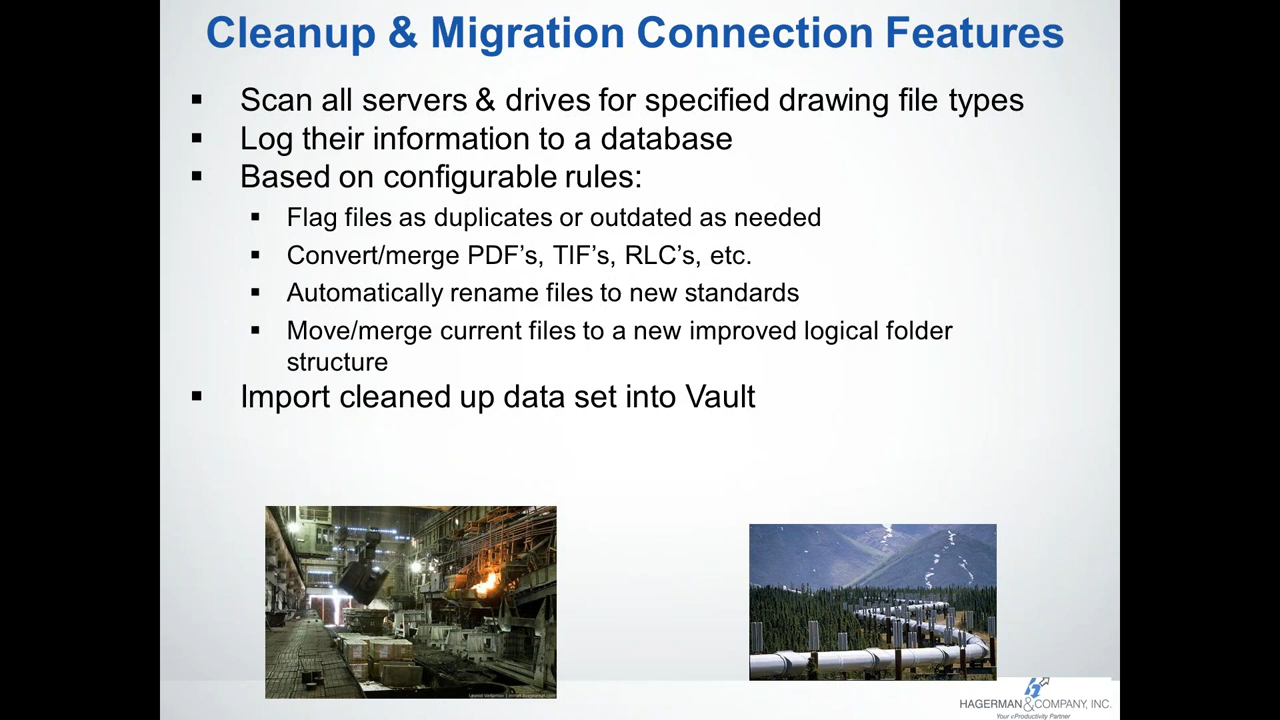 Cleanup & Migration Connection Features
▪ Scan all servers & drives for specified drawing file types
▪ Log their information to a database
▪ Based on configurable rules:
▪ Flag files as duplicates or outdated as needed
▪ Convert/merge PDF’s, TIF’s, RLC’s, etc.
▪ Automatically rename files to new standards
▪ Move/merge current files to a new improved logical folder
structure
▪ Import cleaned up data set into Vault
HAGERMAN&COMPANY, INC.
Your eProductivity Partner